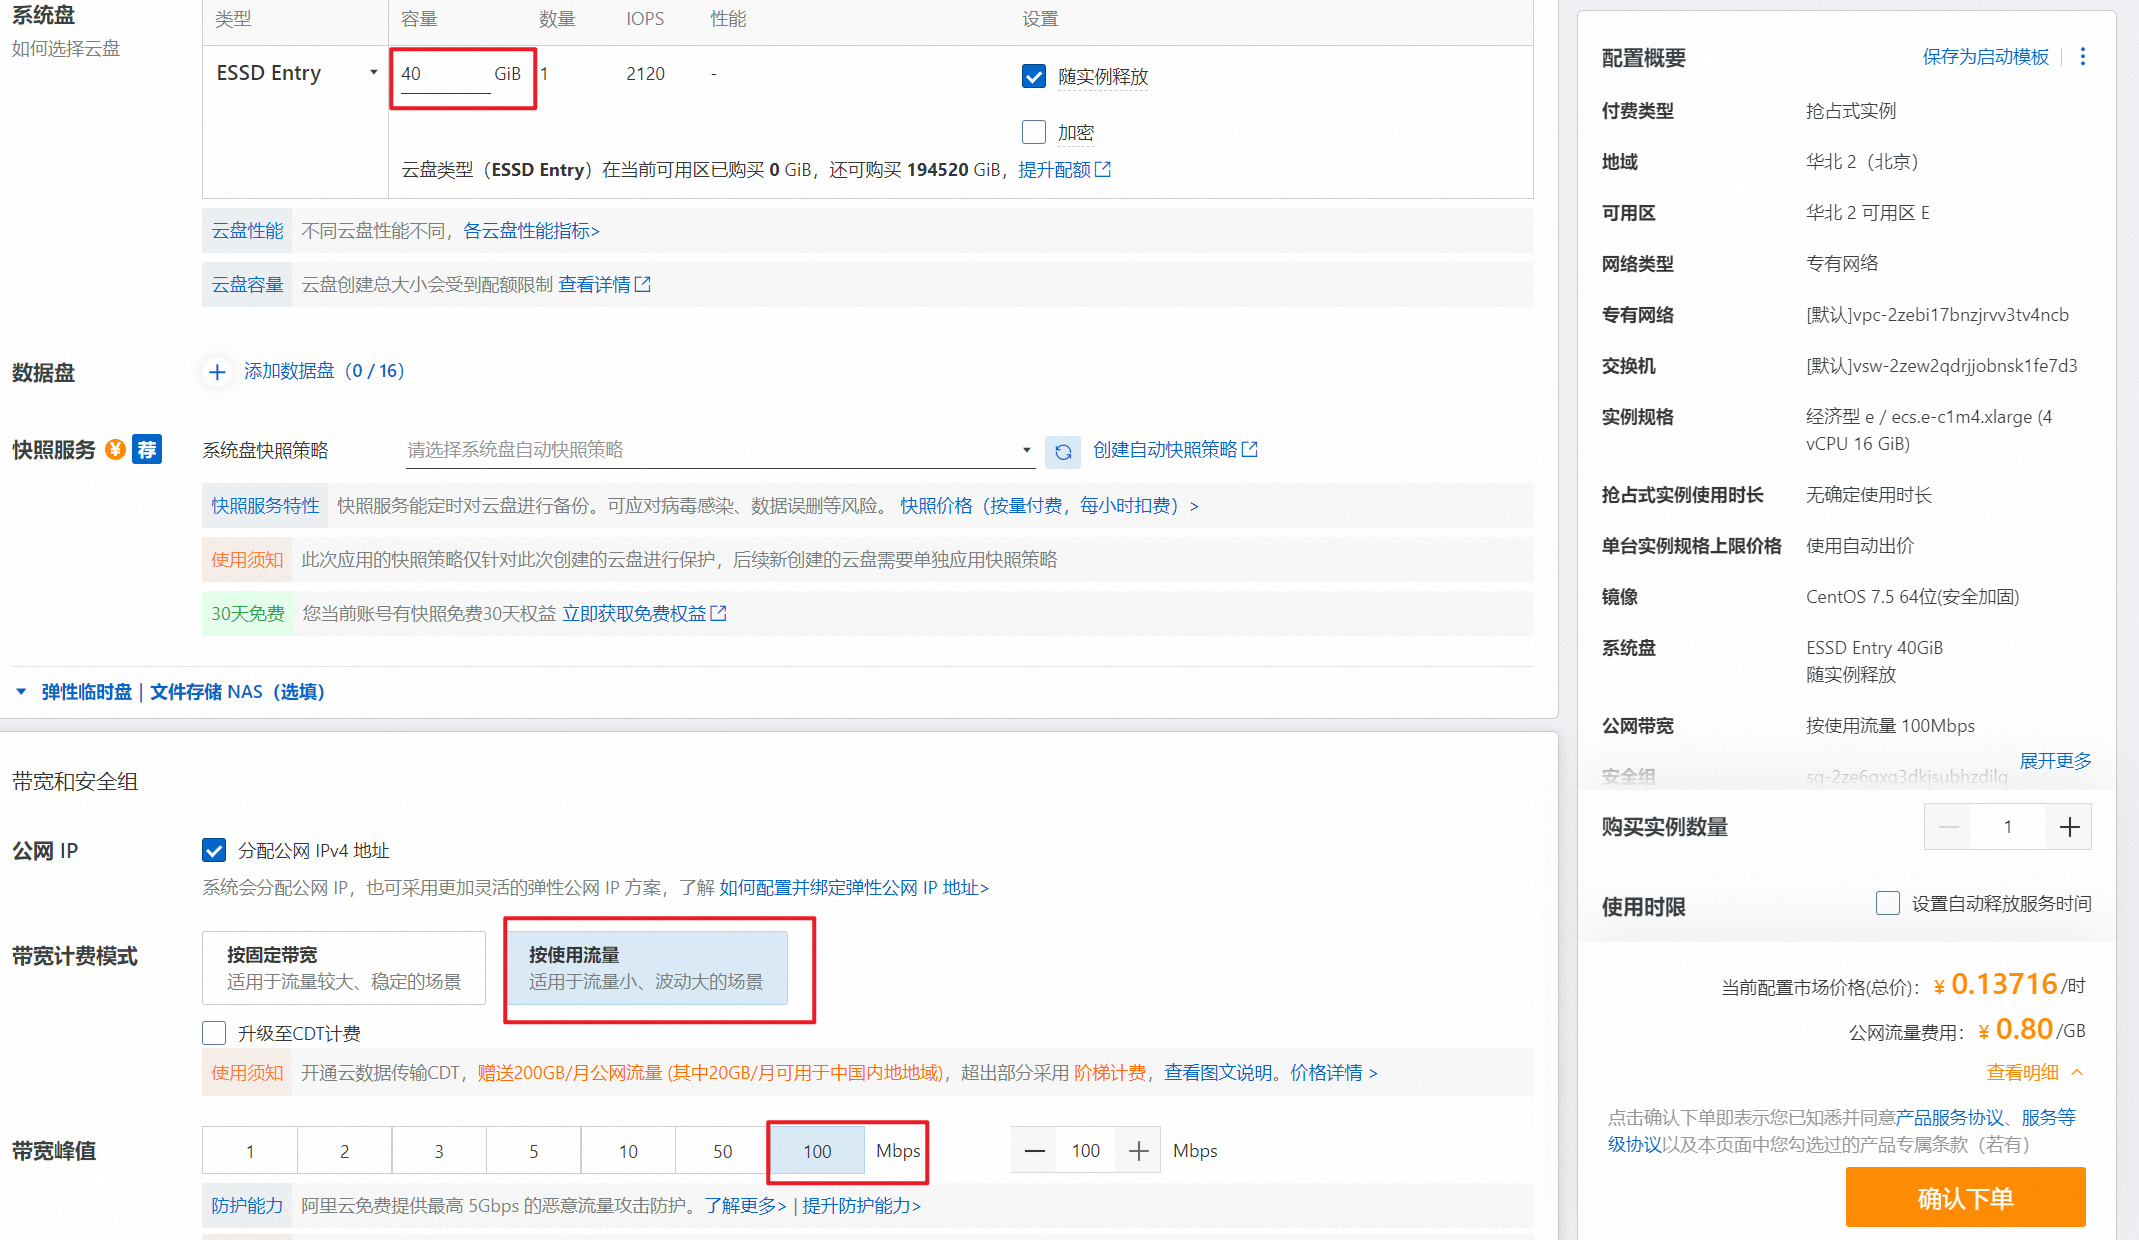 系统盘
如何选择云盘
类型 容量 数量 IOPS 性能 设置
ESSD Entry 40 GiB 1 2120 - 随实例释放
加密
云盘类型（ESSD Entry）在当前可用区已购买 0 GiB，还可购买 194520 GiB，提升配额
云盘性能 不同云盘性能不同，各云盘性能指标>
云盘容量 云盘创建总大小会受到配额限制 查看详情
数据盘 添加数据盘（0 / 16）
快照服务 ¥ 荐 系统盘快照策略 请选择系统盘自动快照策略 创建自动快照策略
快照服务特性 快照服务能定时对云盘进行备份。可应对病毒感染、数据误删等风险。 快照价格（按量付费，每小时扣费）>
使用须知 此次应用的快照策略仅针对此次创建的云盘进行保护，后续新创建的云盘需要单独应用快照策略
30天免费 您当前账号有快照免费30天权益 立即获取免费权益
弹性临时盘 | 文件存储 NAS（选填）
带宽和安全组
公网 IP 分配公网 IPv4 地址
系统会分配公网 IP，也可采用更加灵活的弹性公网 IP 方案，了解 如何配置并绑定弹性公网 IP 地址>
带宽计费模式 按固定带宽 按使用流量
适用于流量较大、稳定的场景 适用于流量小、波动大的场景
升级至CDT计费
使用须知 开通云数据传输CDT，赠送200GB/月公网流量 (其中20GB/月可用于中国内地地域)，超出部分采用 阶梯计费，查看图文说明。价格详情 >
带宽峰值 1 2 3 5 10 50 100 Mbps 100 Mbps
防护能力 阿里云免费提供最高 5Gbps 的恶意流量攻击防护。了解更多> | 提升防护能力>
配置概要 保存为启动模板
付费类型 抢占式实例
地域 华北 2（北京）
可用区 华北 2 可用区 E
网络类型 专有网络
专有网络 [默认]vpc-2zebi17bnzjrvv3tv4ncb
交换机 [默认]vsw-2zew2qdrjjobnsk1fe7d3
实例规格 经济型 e / ecs.e-c1m4.xlarge (4
vCPU 16 GiB)
抢占式实例使用时长 无确定使用时长
单台实例规格上限价格 使用自动出价
镜像 CentOS 7.5 64位(安全加固)
系统盘 ESSD Entry 40GiB
随实例释放
公网带宽 按使用流量 100Mbps
展开更多
安全组 sg-2ze6gxq3dkjsubhzdilq
购买实例数量 1
使用时限 设置自动释放服务时间
当前配置市场价格(总价)： ¥ 0.13716 /时
公网流量费用： ¥ 0.80 /GB
查看明细
点击确认下单即表示您已知悉并同意产品服务协议、服务等
级协议以及本页面中您勾选过的产品专属条款（若有）
确认下单